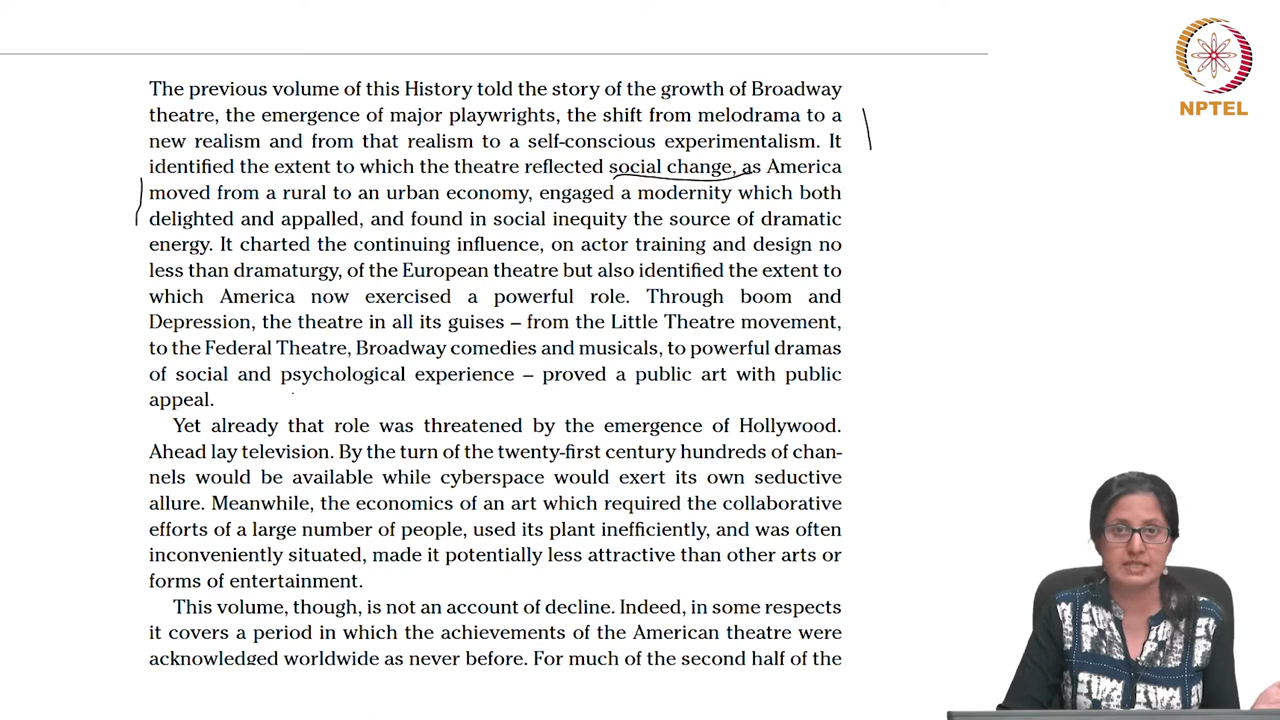 The previous volume of this History told the story of the growth of Broadway
theatre, the emergence of major playwrights, the shift from melodrama to a
new realism and from that realism to a self-conscious experimentalism. It
identified the extent to which the theatre reflected social change, as America
moved from a rural to an urban economy, engaged a modernity which both
delighted and appalled, and found in social inequity the source of dramatic
energy. It charted the continuing influence, on actor training and design no
less than dramaturgy, of the European theatre but also identified the extent to
which America now exercised a powerful role. Through boom and
Depression, the theatre in all its guises – from the Little Theatre movement,
to the Federal Theatre, Broadway comedies and musicals, to powerful dramas
of social and psychological experience – proved a public art with public
appeal.
Yet already that role was threatened by the emergence of Hollywood.
Ahead lay television. By the turn of the twenty-first century hundreds of chan-
nels would be available while cyberspace would exert its own seductive
allure. Meanwhile, the economics of an art which required the collaborative
efforts of a large number of people, used its plant inefficiently, and was often
inconveniently situated, made it potentially less attractive than other arts or
forms of entertainment.
This volume, though, is not an account of decline. Indeed, in some respects
it covers a period in which the achievements of the American theatre were
acknowledged worldwide as never before. For much of the second half of the
NPTEL